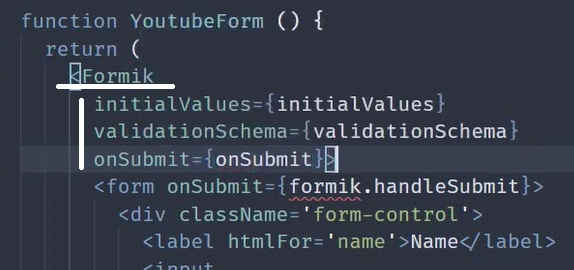 function YoutubeForm () {
return (
<Formik
initialValues={initialValues}
validationSchema={validationSchema}
onSubmit={onSubmit}>
<form onSubmit={formik.handleSubmit}>
<div className='form-control'>
<label htmlFor='name'>Name</label>
<input